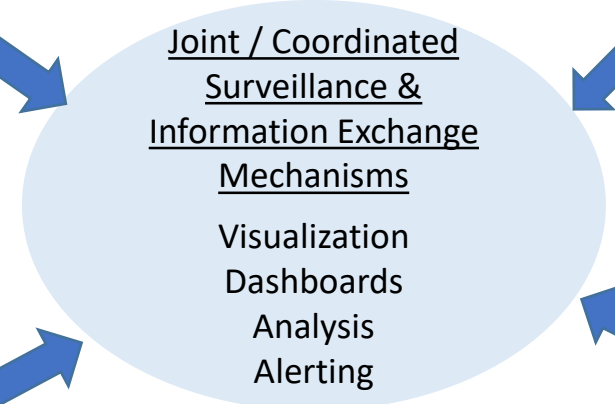 Joint / Coordinated
Surveillance &
Information Exchange
Mechanisms
Visualization
Dashboards
Analysis
Alerting